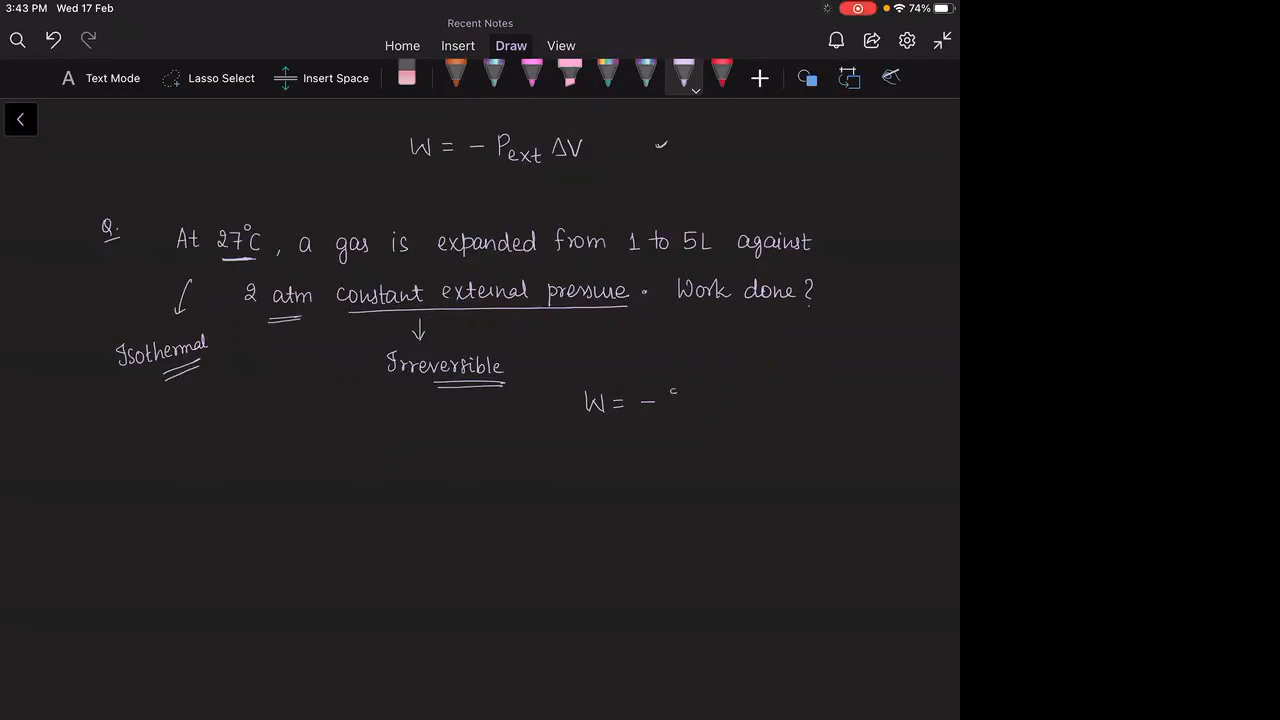 3:43 PM Wed 17 Feb 74%
Recent Notes
Home Insert Draw View
Text Mode Lasso Select Insert Space
W = - Pext ΔV
Q. At 27°C, a gas is expanded from 1 to 5L against
2 atm constant external pressure. Work done?
Isothermal
Irreversible
W = -